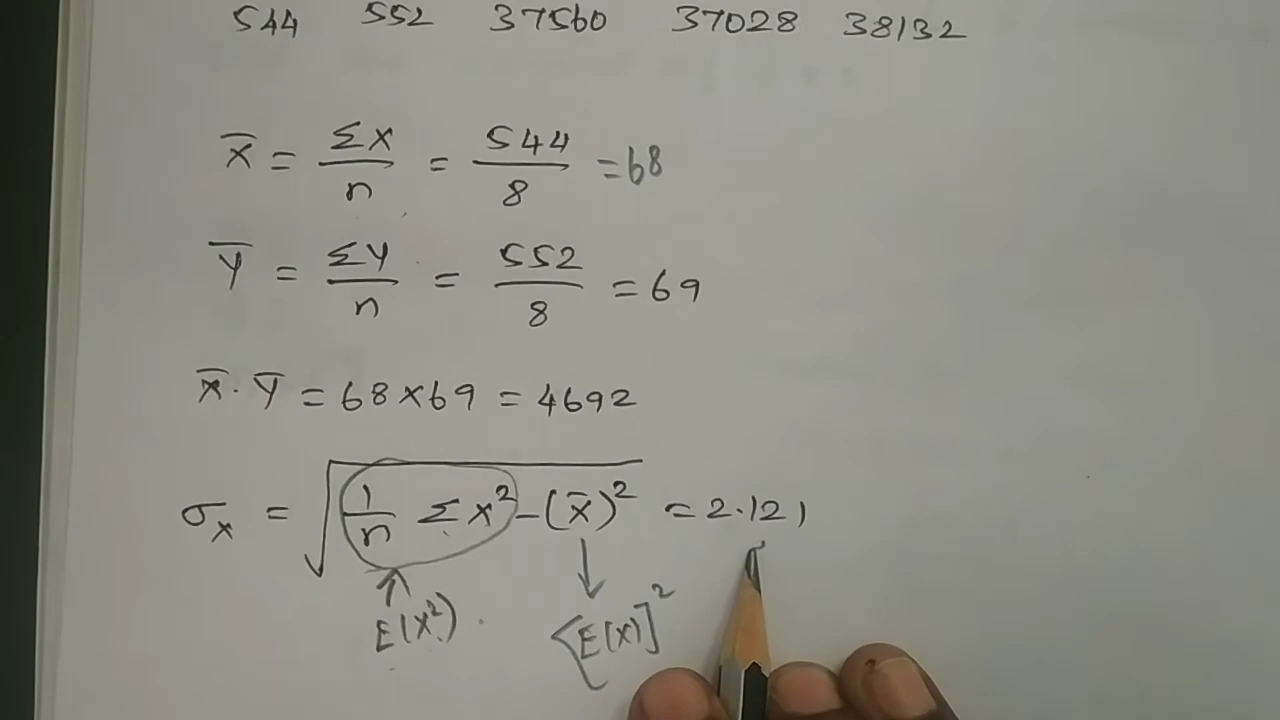 544 552 37560 37028 38132
X̅ = ΣX/n = 544/8 = 68
Y̅ = ΣY/n = 552/8 = 69
X̅ · Y̅ = 68 × 69 = 4692
σx = √(1/n Σx² - (x̅)²) = 2.121
E(X²) [E(X)]²